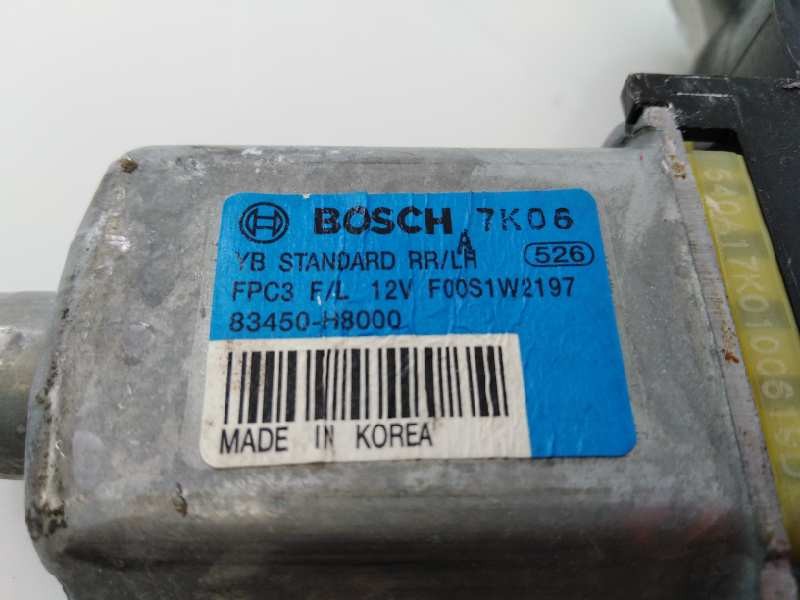 BOSCH 7K06
A
YB STANDARD RR/LH 526
FPC3 F/L 12V F00S1W2197
83450-H8000
MADE IN KOREA